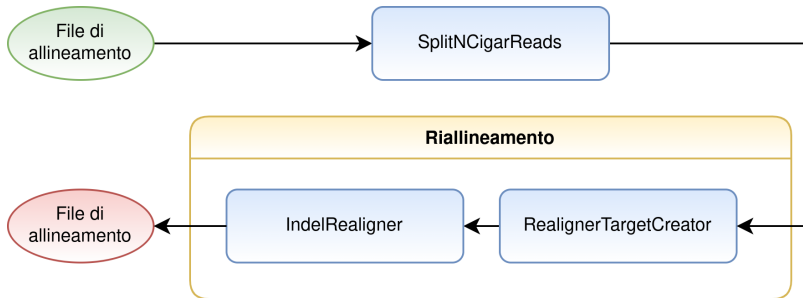 File di
allineamento
SplitNCigarReads
Riallineamento
File di
allineamento
IndelRealigner
RealignerTargetCreator